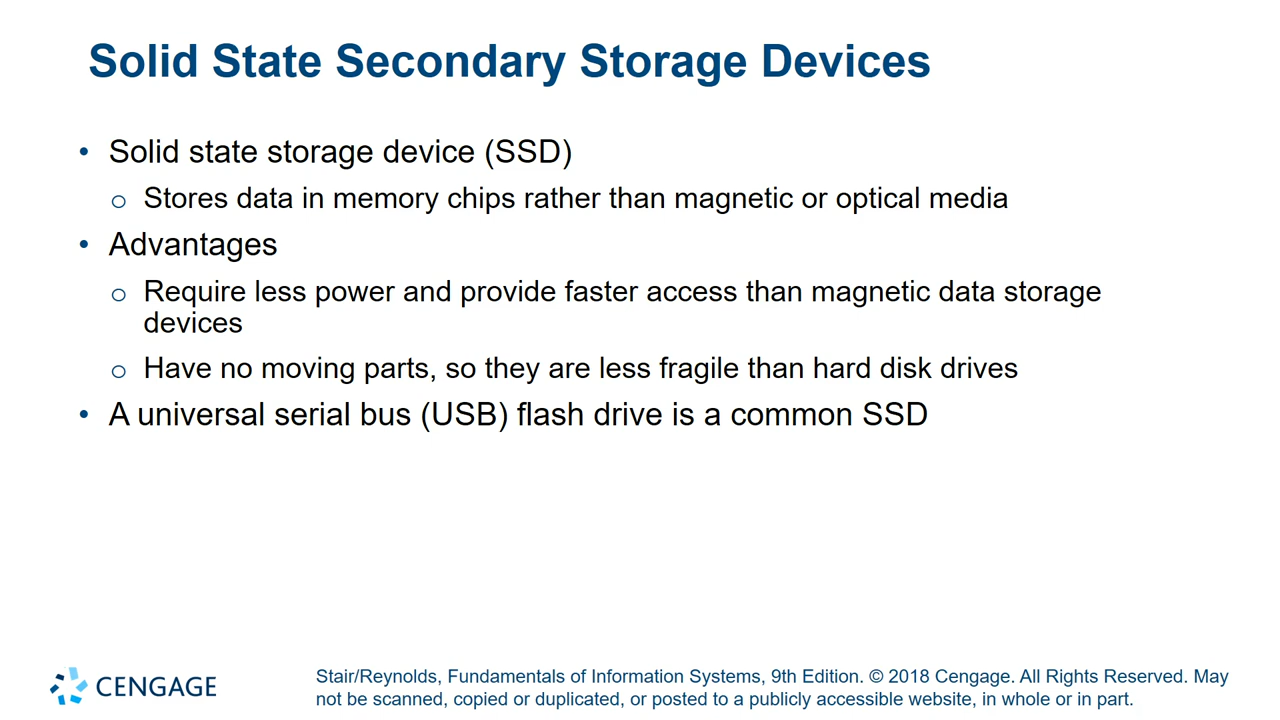 Solid State Secondary Storage Devices
• Solid state storage device (SSD)
o Stores data in memory chips rather than magnetic or optical media
• Advantages
o Require less power and provide faster access than magnetic data storage
devices
o Have no moving parts, so they are less fragile than hard disk drives
• A universal serial bus (USB) flash drive is a common SSD
CENGAGE
Stair/Reynolds, Fundamentals of Information Systems, 9th Edition. © 2018 Cengage. All Rights Reserved. May
not be scanned, copied or duplicated, or posted to a publicly accessible website, in whole or in part.